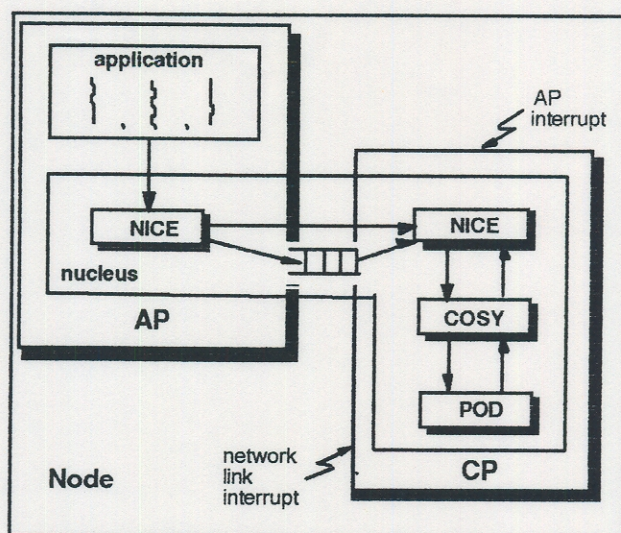 application
AP
interrupt
NICE
NICE
nucleus
AP
COSY
POD
network
link
interrupt
CP
Node